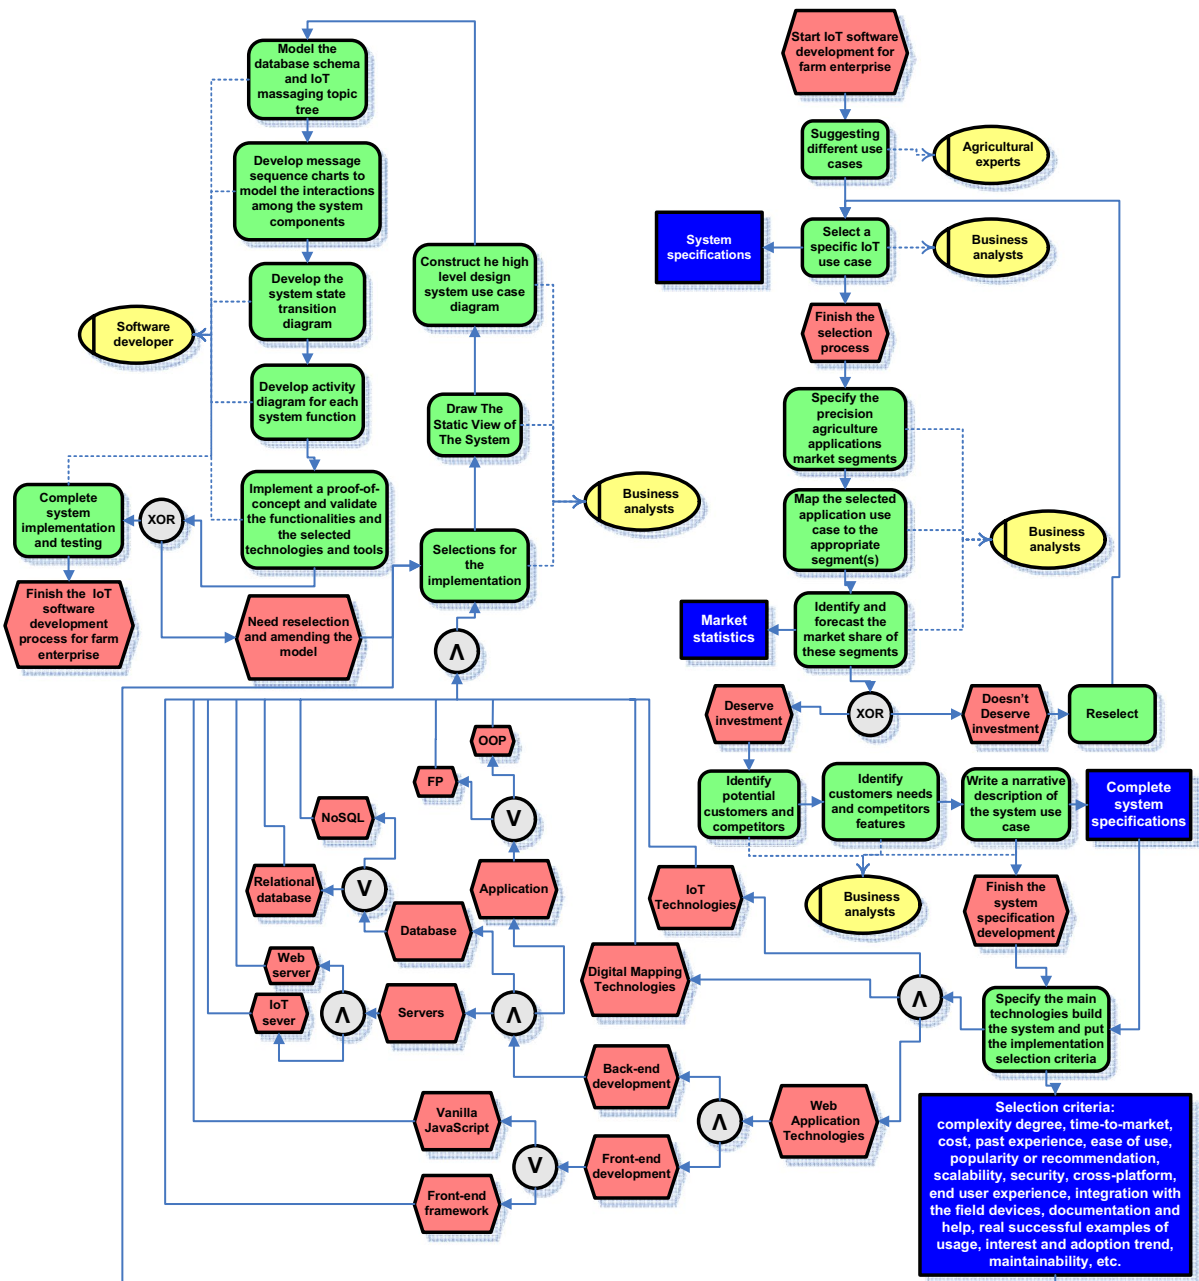 Start IoT software
development for
farm enterprise
Suggesting
different use
cases
Agricultural
experts
Select a
specific IoT
use case
System
specifications
Business
analysts
Finish the
selection
process
Specify the
precision
agriculture
applications
market segments
Map the selected
application use
case to the
appropriate
segment(s)
Business
analysts
Identify and
forecast the
market share of
these segments
Market
statistics
XOR
Deserve
investment
Doesn't
Deserve
investment
Reselect
Identify
potential
customers and
competitors
Identify
customers needs
and competitors
features
Write a narrative
description of
the system use
case
Complete
system
specifications
Business
analysts
Finish the
system
specification
development
Specify the main
technologies build
the system and put
the implementation
selection criteria
Selection criteria:
complexity degree, time-to-market,
cost, past experience, ease of use,
popularity or recommendation,
scalability, security, cross-platform,
end user experience, integration with
the field devices, documentation and
help, real successful examples of
usage, interest and adoption trend,
maintainability, etc.
Λ
IoT
Technologies
Digital Mapping
Technologies
Web
Application
Technologies
Λ
Back-end
development
Front-end
development
V
Vanilla
JavaScript
Front-end
framework
Λ
Application
Database
Servers
V
OOP
FP
V
NoSQL
Relational
database
Λ
Web
server
IoT
sever
Λ
Selections for
the
implementation
Draw The
Static View of
The System
Construct he high
level design
system use case
diagram
Business
analysts
Model the
database schema
and IoT
massaging topic
tree
Develop message
sequence charts to
model the interactions
among the system
components
Develop the
system state
transition
diagram
Develop activity
diagram for each
system function
Implement a proof-of-
concept and validate
the functionalities and
the selected
technologies and tools
Software
developer
XOR
Complete
system
implementation
and testing
Finish the IoT
software
development
process for farm
enterprise
Need reselection
and amending the
model